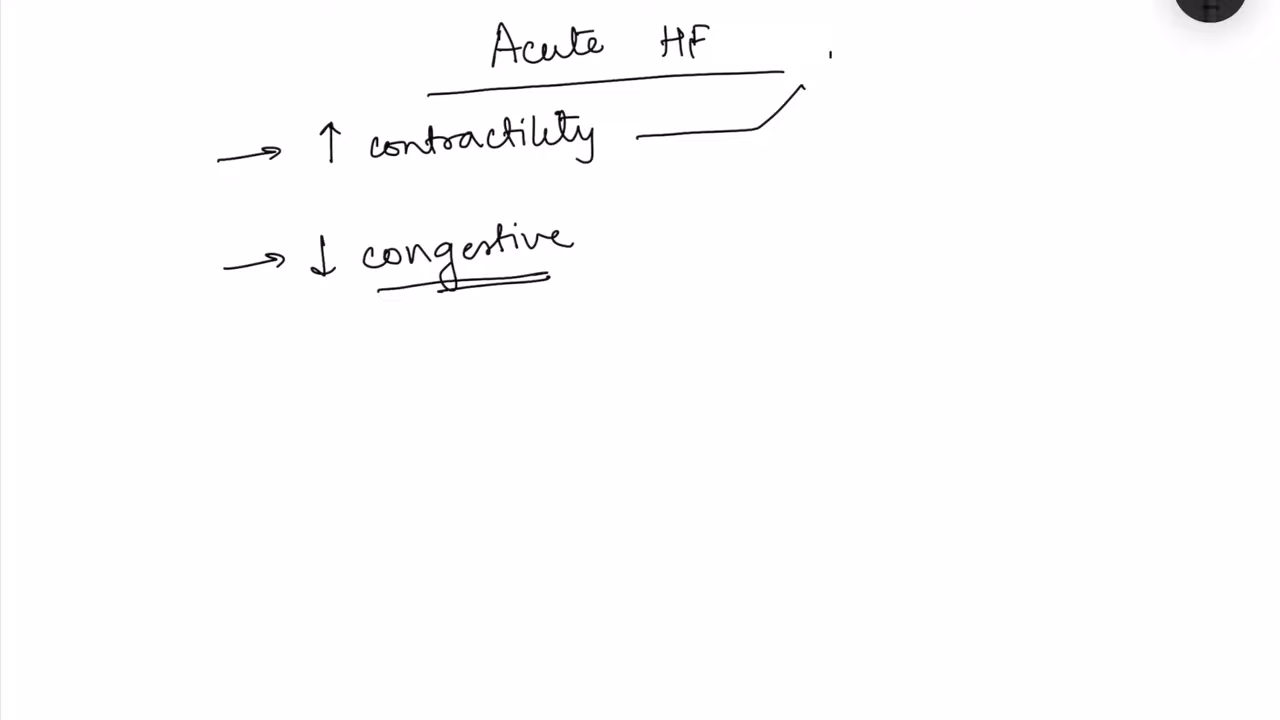 Acute HF
→ ↑ contractility
→ ↓ congestive